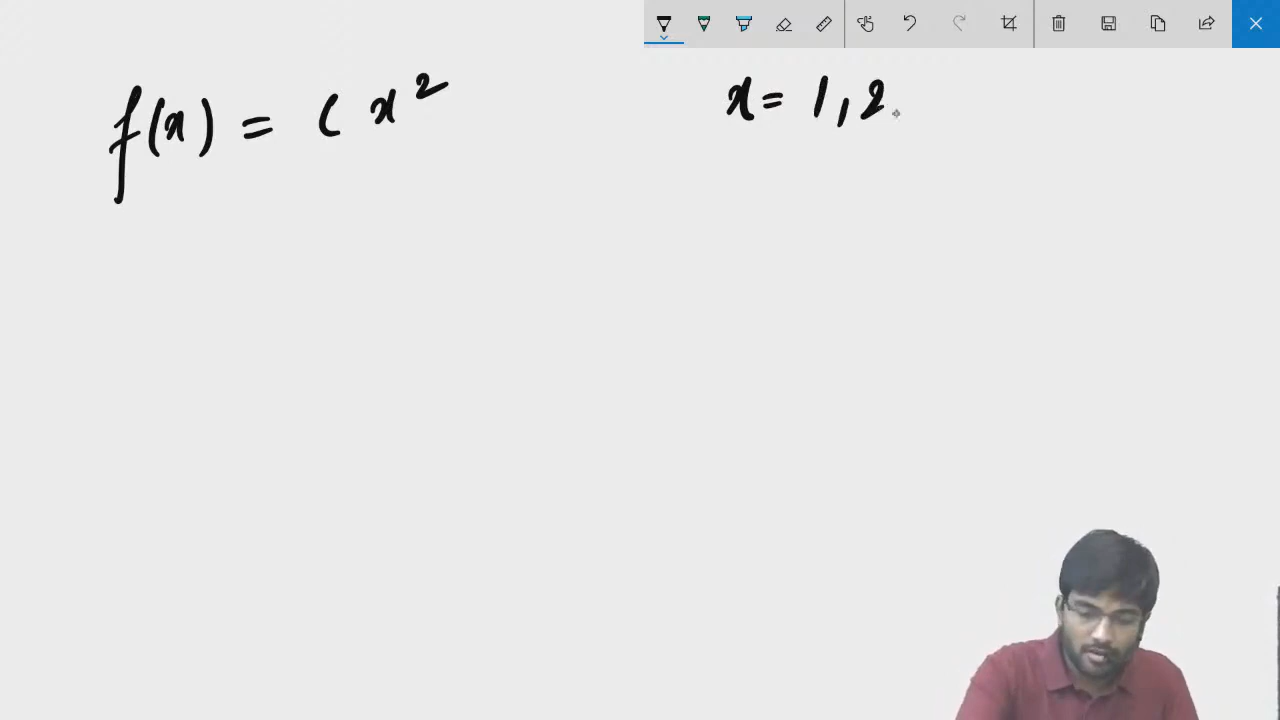 f(x) = c x²
x = 1, 2